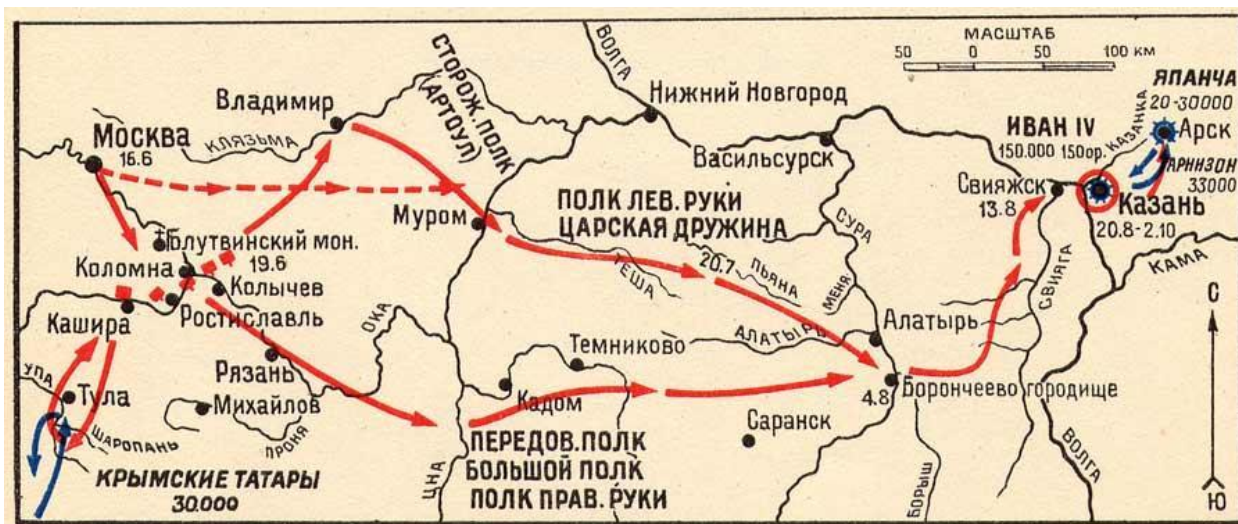 МАСШТАБ
50 0 50 100 КМ
ВОЛГА
СТОРОЖ. ПОЛК
(АРТОУЛ)
Владимир
Нижний Новгород
ЯПАНЧА
20-30000
Москва
16.6
КЛЯЗЬМА
Васильсурск
ИВАН IV
150.000 150ор.
КАЗАНКА
Арск
ГАРНИЗОН
33000
Свияжск
13.8
Казань
20.8-2.10
Муром
ПОЛК ЛЕВ. РУКИ
ЦАРСКАЯ ДРУЖИНА
СУРА
Блутвинский мон.
19.6
Коломна
Колычев
ТЕША
20.7
ПЬЯНА
МЕНЯ
СВИЯГА
КАМА
С
Кашира
Ростиславль
ОКА
АЛАТЫРЬ
Алатырь
Темниково
Рязань
УПА
Тула
Михайлов
ПРОНЯ
Кадом
4.8
Борончеево городище
Саранск
ШАРОПАНЬ
КРЫМСКИЕ ТАТАРЫ
30.000
ЦНА
ПЕРЕДОВ. ПОЛК
БОЛЬШОЙ ПОЛК
ПОЛК ПРАВ. РУКИ
БОРЫШ
ВОЛГА
Ю